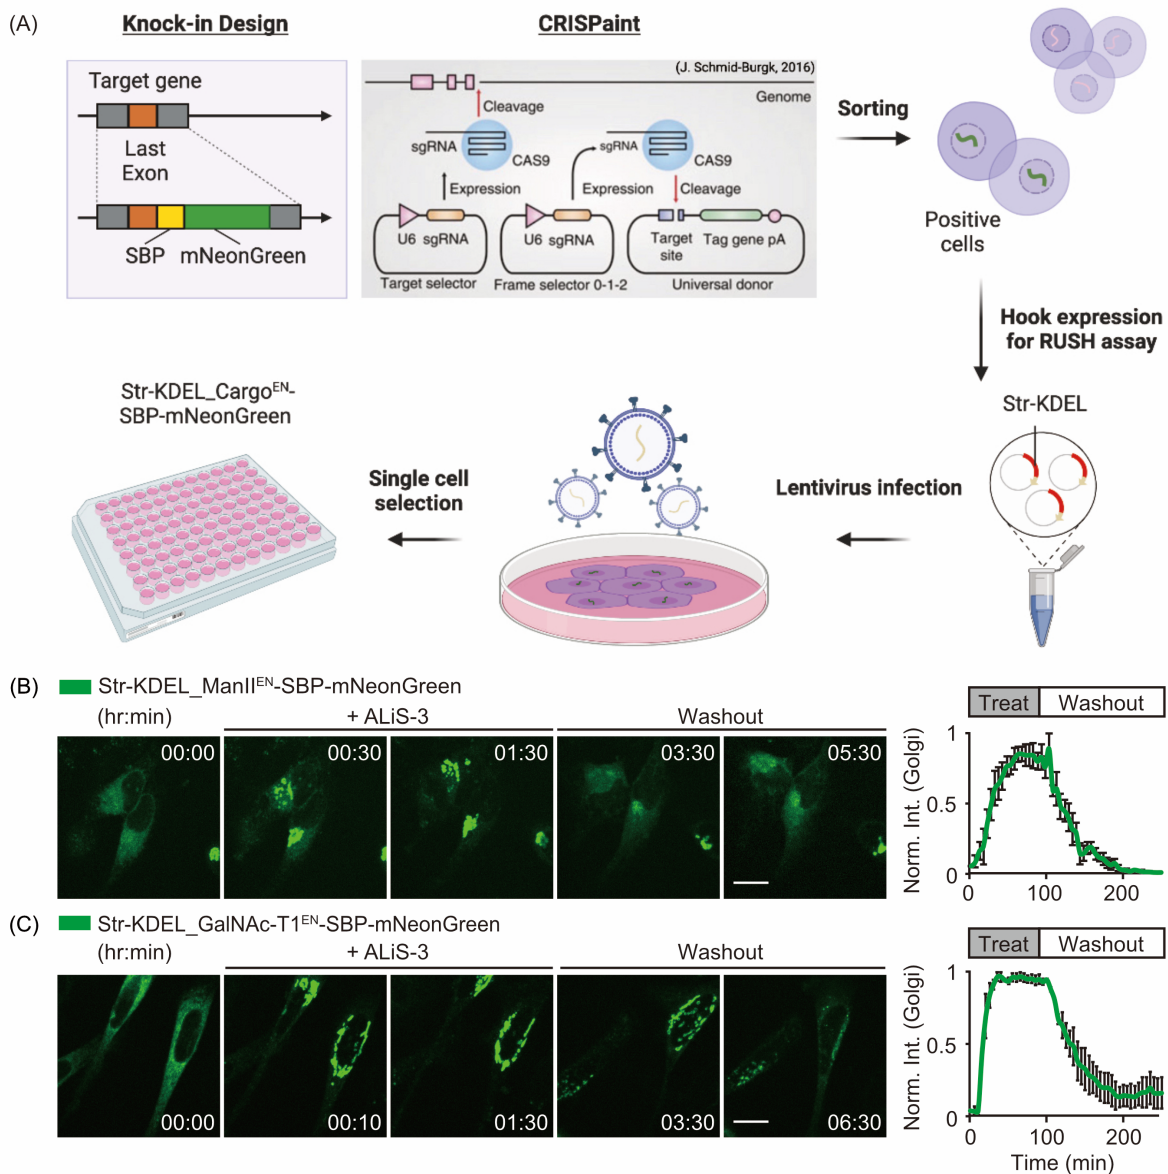 (A)
Knock-in Design
CRISPaint
Target gene
Last
Exon
SBP mNeonGreen
(J. Schmid-Burgk, 2016)
Genome
Cleavage
sgRNA
CAS9
Expression
sgRNA
CAS9
Expression
Cleavage
U6 sgRNA
U6 sgRNA
Target
site
Tag gene pA
Target selector
Frame selector 0-1-2
Universal donor
Sorting
Positive
cells
Hook expression
for RUSH assay
Str-KDEL
Lentivirus infection
Single cell
selection
Str-KDEL_Cargo^EN-
SBP-mNeonGreen
(B) Str-KDEL_ManII^EN-SBP-mNeonGreen
(hr:min)
+ ALiS-3
Washout
00:00
00:30
01:30
03:30
05:30
Treat Washout
Norm. Int. (Golgi)
1
0.5
0
0 100 200
(C) Str-KDEL_GalNAc-T1^EN-SBP-mNeonGreen
(hr:min)
+ ALiS-3
Washout
00:00
00:10
01:30
03:30
06:30
Treat Washout
Norm. Int. (Golgi)
1
0.5
0
0 100 200
Time (min)